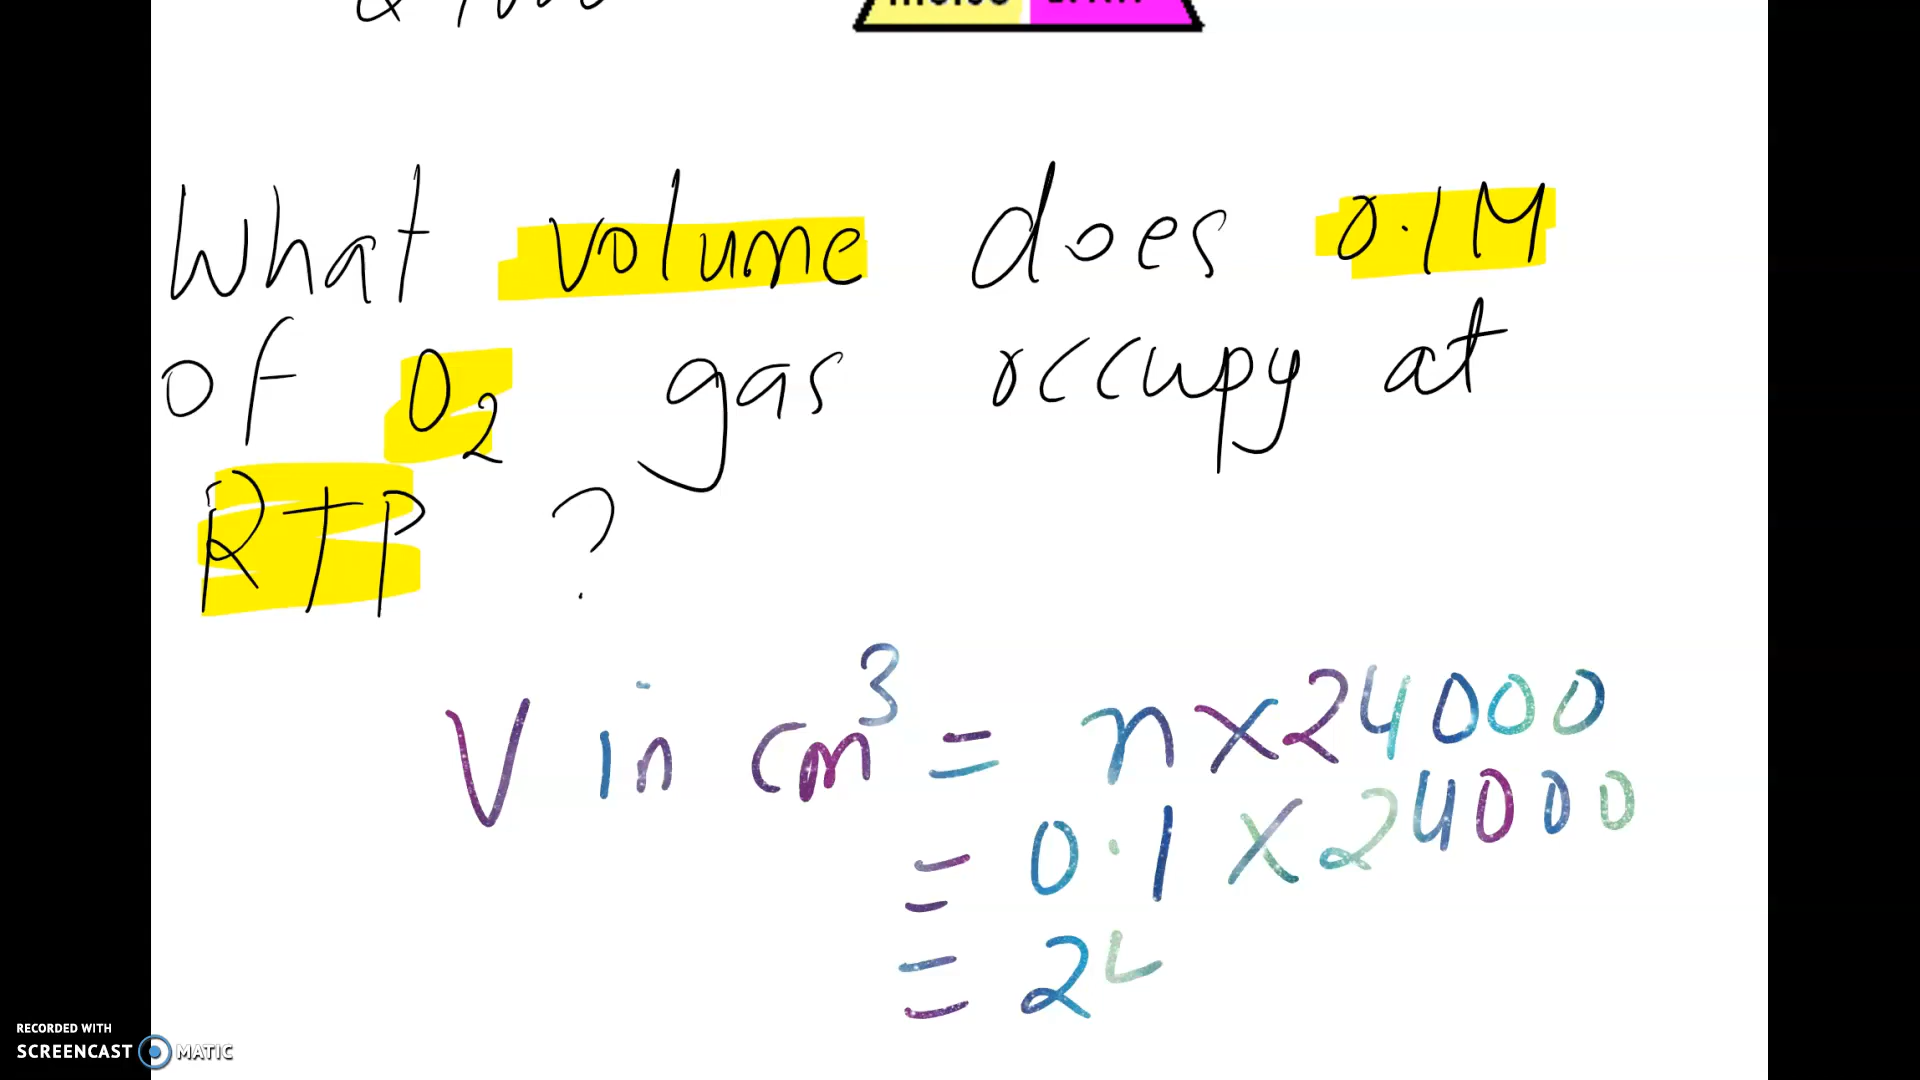 What volume does 0.1M
of O₂ gas occupy at
RTP ?
V in cm³ = n x 24000
= 0.1 x 24000
= 24
RECORDED WITH
SCREENCAST MATIC